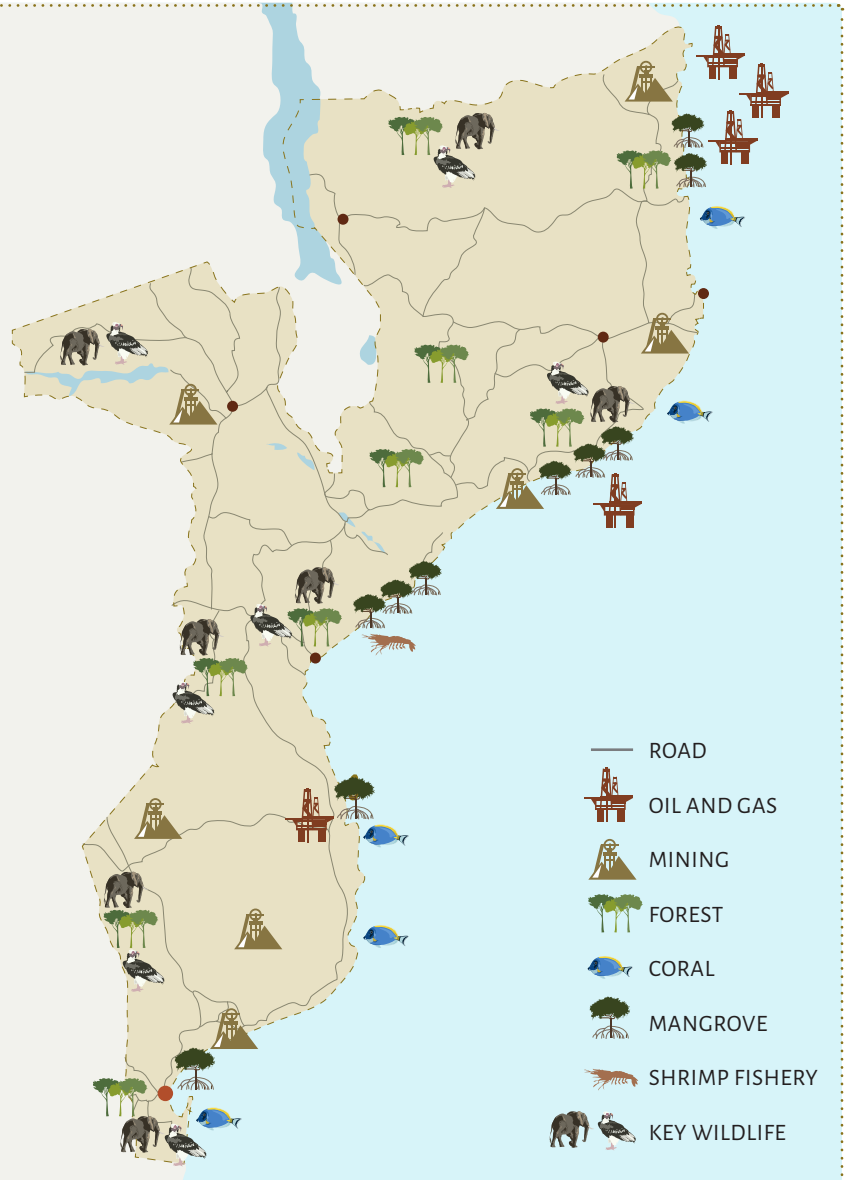 ROAD
OIL AND GAS
MINING
FOREST
CORAL
MANGROVE
SHRIMP FISHERY
KEY WILDLIFE